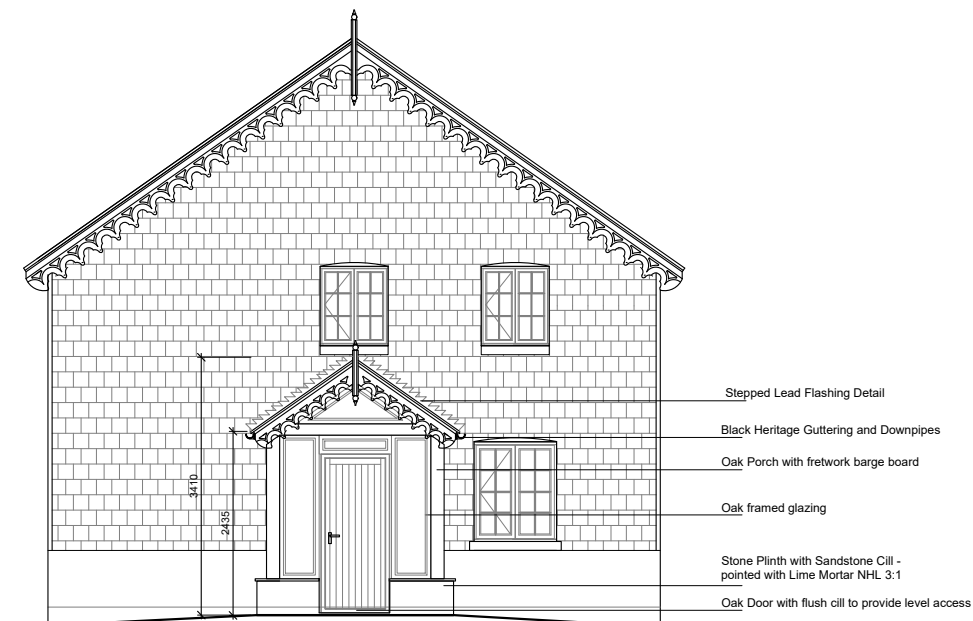 Stepped Lead Flashing Detail
Black Heritage Guttering and Downpipes
Oak Porch with fretwork barge board
3410
Oak framed glazing
2435
Stone Plinth with Sandstone Cill -
pointed with Lime Mortar NHL 3:1
Oak Door with flush cill to provide level access